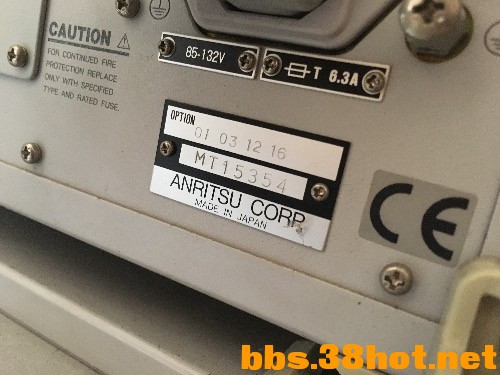 CAUTION
FOR CONTINUED FIRE
PROTECTION REPLACE
ONLY WITH SPECIFIED
TYPE AND RATED FUSE.
85-132V
T 6.3A
OPTION
01 03 12 16
MT15354
ANRITSU CORP.
MADE IN JAPAN
CE
bbs.38hot.net